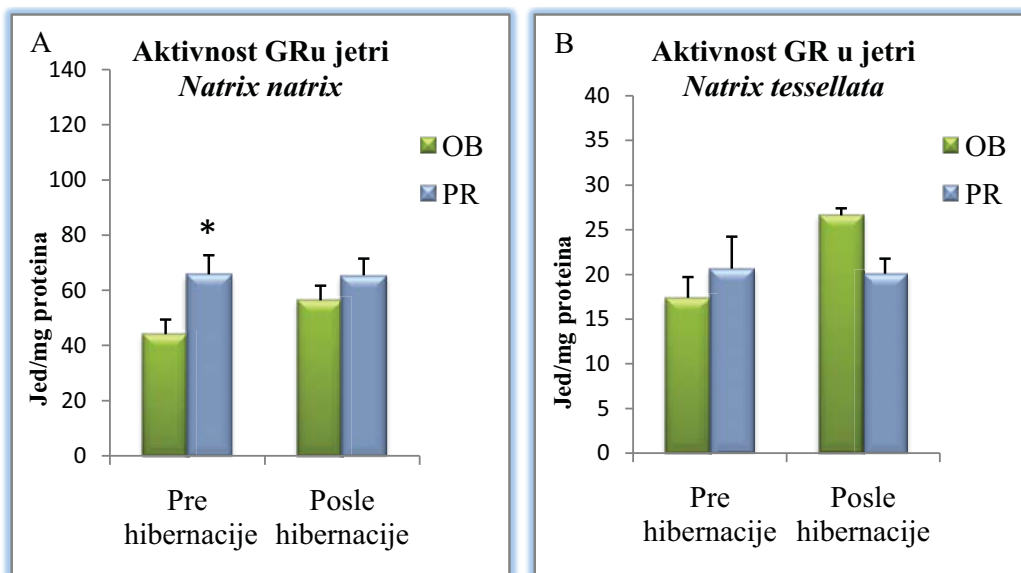 A
Aktivnost GRu jetri
Natrix natrix
140
120
100
80
60
40
20
0
Jed/mg proteina
OB
PR
*
Pre
hibernacije
Posle
hibernacije
B
Aktivnost GR u jetri
Natrix tessellata
40
35
30
25
20
15
10
5
0
Jed/mg proteina
OB
PR
Pre
hibernacije
Posle
hibernacije